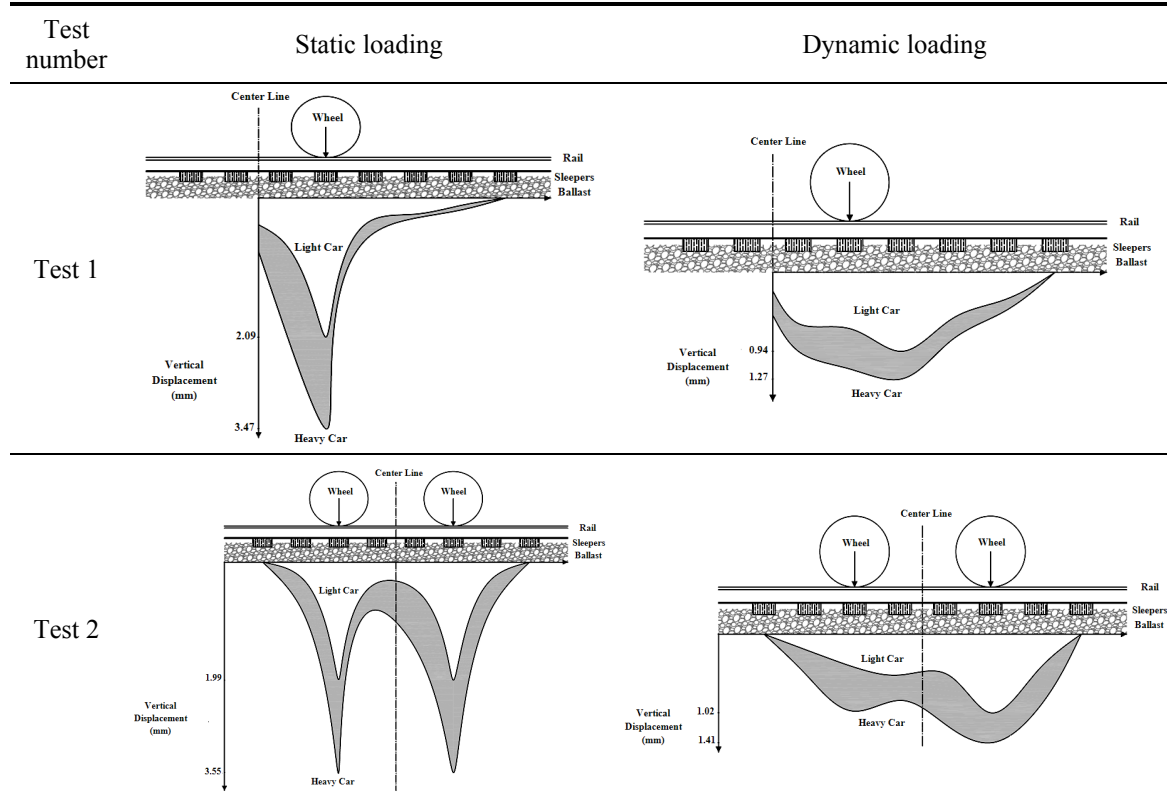 Test
number
Static loading
Dynamic loading
Test 1
Center Line
Wheel
Rail
Sleepers
Ballast
Light Car
2.09
Vertical
Displacement
(mm)
3.47
Heavy Car
Center Line
Wheel
Rail
Sleepers
Ballast
Light Car
0.94
Vertical
Displacement
(mm)
1.27
Heavy Car
Test 2
Center Line
Wheel
Wheel
Rail
Sleepers
Ballast
Light Car
1.99
Vertical
Displacement
(mm)
3.55
Heavy Car
Center Line
Wheel
Wheel
Rail
Sleepers
Ballast
Light Car
1.02
Vertical
Displacement
(mm)
1.41
Heavy Car